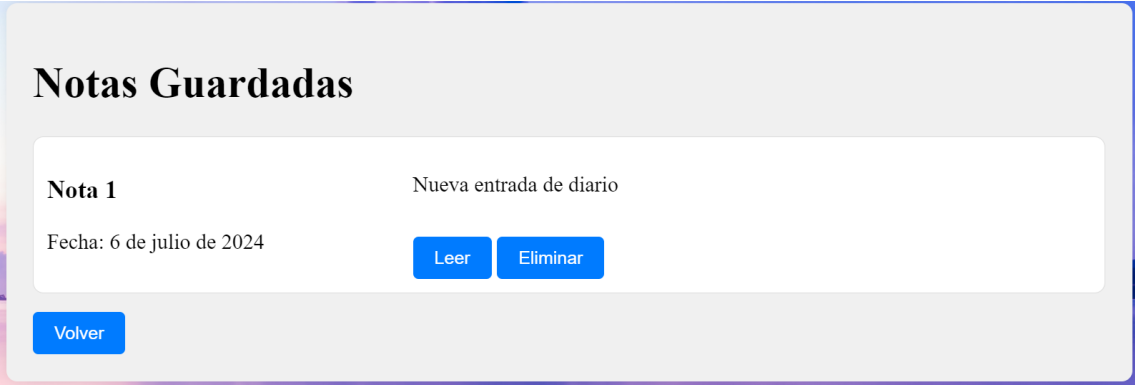 Notas Guardadas
Nota 1
Fecha: 6 de julio de 2024
Nueva entrada de diario
Leer
Eliminar
Volver